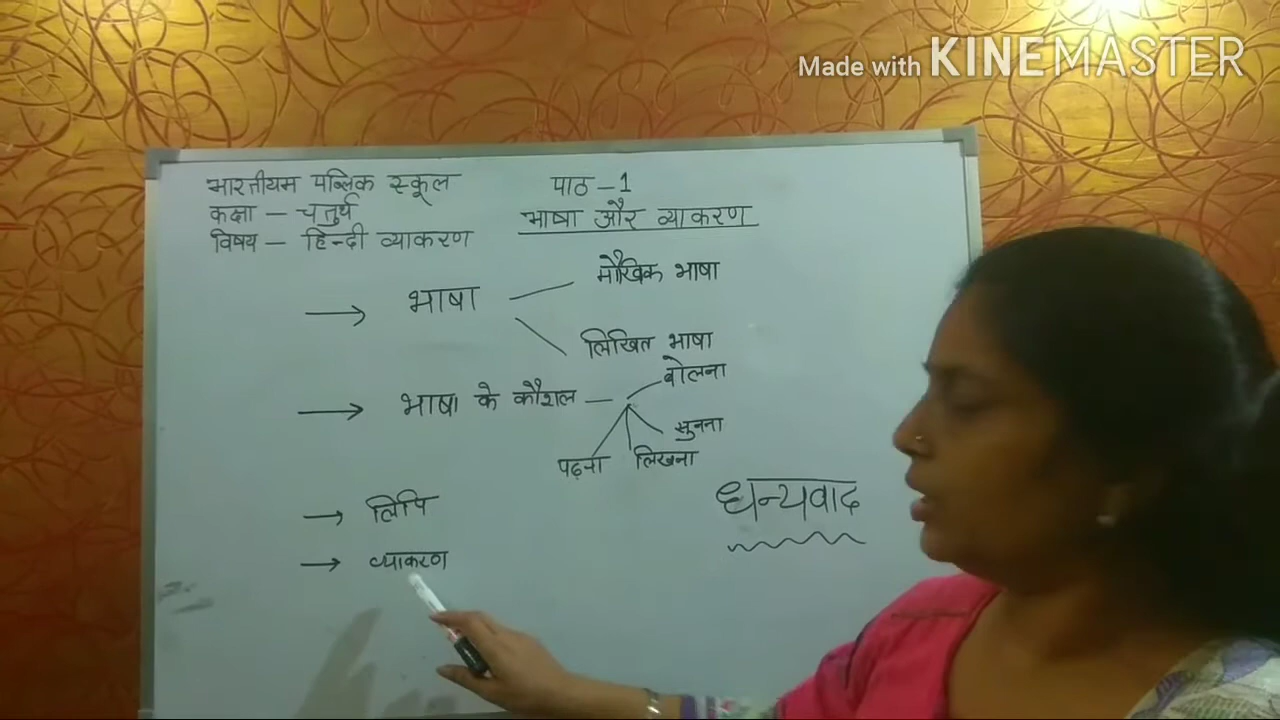 Made with KINEMASTER
भारतीयम पब्लिक स्कूल
कक्षा – चतुर्थ
विषय – हिन्दी व्याकरण
पाठ – 1
भाषा और व्याकरण
→ भाषा
मौखिक भाषा
लिखित भाषा
→ भाषा के कौशल –
बोलना
सुनना
पढ़ना लिखना
→ लिपि
→ व्याकरण
धन्यवाद